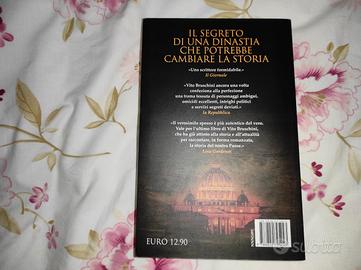 IL SEGRETO
DI UNA DINASTIA
CHE POTREBBE
CAMBIARE LA STORIA
«Uno scrittore formidabile.»
Il Giornale
«Vito Bruschini ancora una volta
confeziona alla perfezione
una trama tessuta di personaggi ambigui,
omicidi eccellenti, intrighi politici
e servizi segreti deviati.»
la Repubblica
«Il verosimile spesso è più autentico del vero.
Vale per l'ultimo libro di Vito Bruschini,
che ha già attinto alla storia e all'attualità
per raccontare, in forma romanzata,
la storia del nostro Paese.»
EURO 12.90
subito